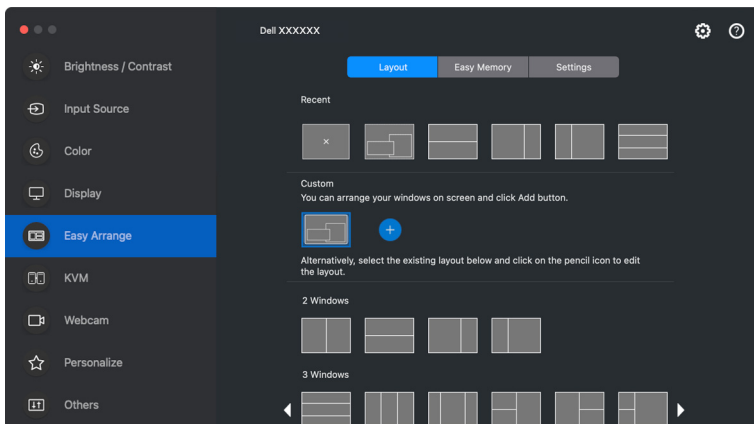 Dell XXXXXX
Brightness / Contrast
Input Source
Color
Display
Easy Arrange
KVM
Webcam
Personalize
Others
Layout
Easy Memory
Settings
Recent
Custom
You can arrange your windows on screen and click Add button.
Alternatively, select the existing layout below and click on the pencil icon to edit
the layout.
2 Windows
3 Windows